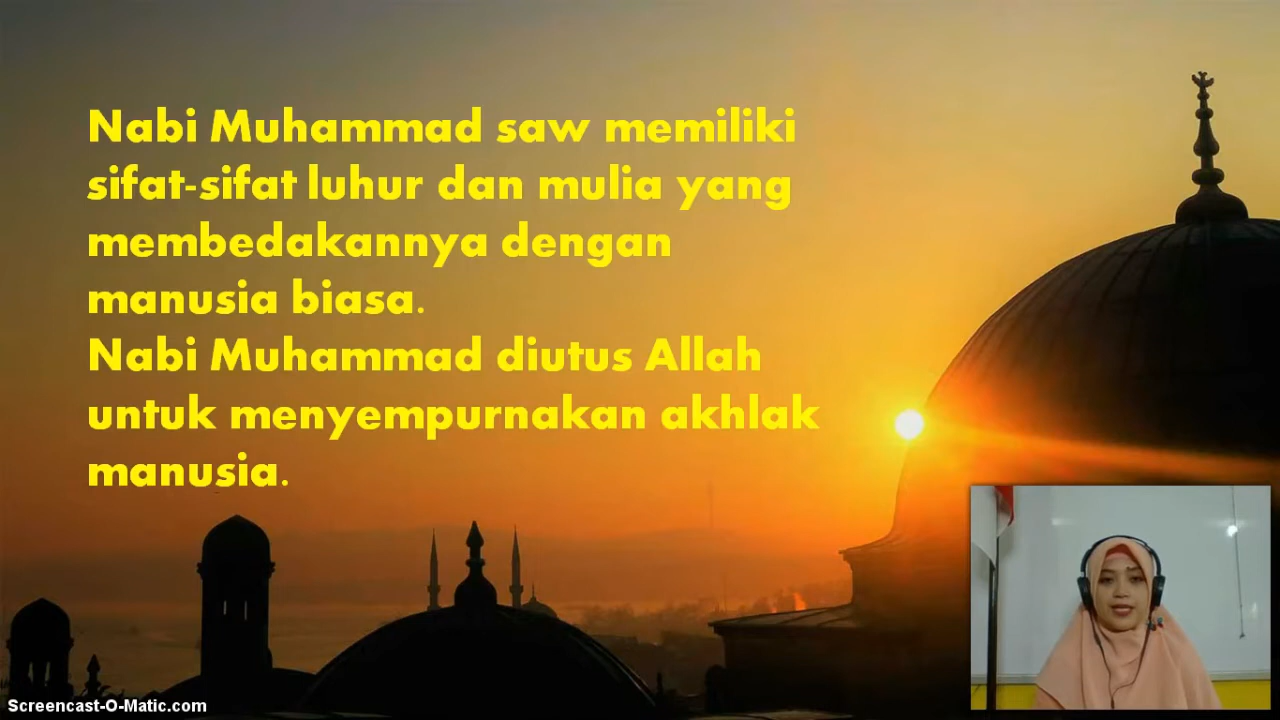 Nabi Muhammad saw memiliki
sifat-sifat luhur dan mulia yang
membedakannya dengan
manusia biasa.
Nabi Muhammad diutus Allah
untuk menyempurnakan akhlak
manusia.
Screencast-O-Matic.com